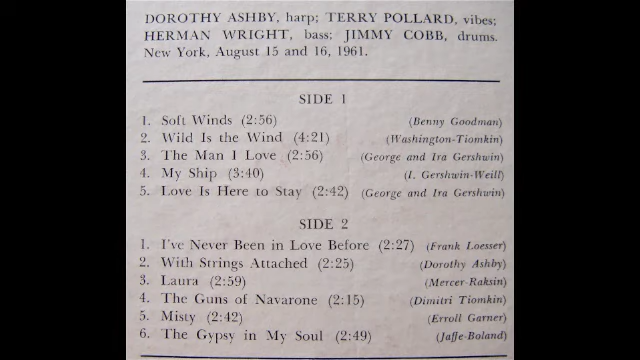 DOROTHY ASHBY, harp; TERRY POLLARD, vibes;
HERMAN WRIGHT, bass; JIMMY COBB, drums.
New York, August 15 and 16, 1961.
SIDE 1
1. Soft Winds (2:56) (Benny Goodman)
2. Wild Is the Wind (4:21) (Washington-Tiomkin)
3. The Man I Love (2:56) (George and Ira Gershwin)
4. My Ship (3:40) (I. Gershwin-Weill)
5. Love Is Here to Stay (2:42) (George and Ira Gershwin)
SIDE 2
1. I've Never Been in Love Before (2:27) (Frank Loesser)
2. With Strings Attached (2:25) (Dorothy Ashby)
3. Laura (2:59) (Mercer-Raksin)
4. The Guns of Navarone (2:15) (Dimitri Tiomkin)
5. Misty (2:42) (Erroll Garner)
6. The Gypsy in My Soul (2:49) (Jaffe-Boland)